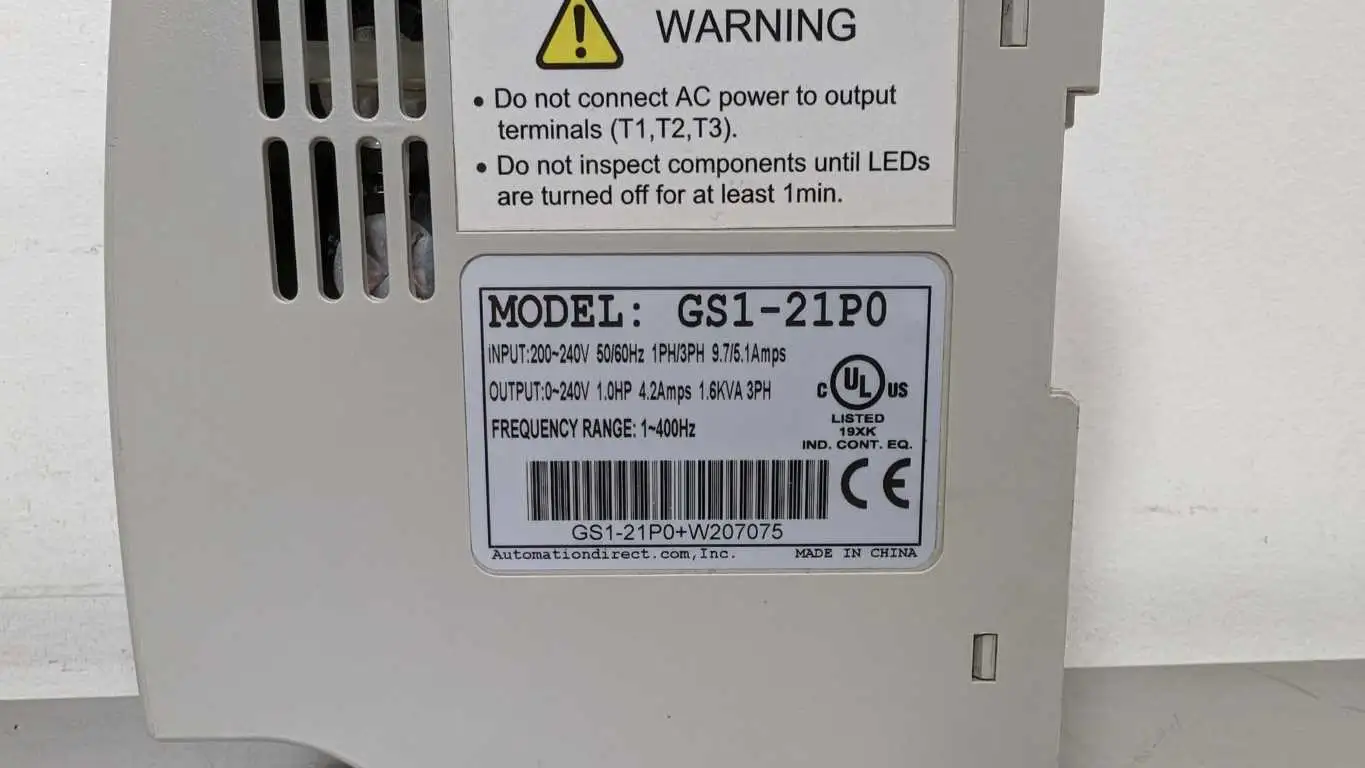 WARNING
• Do not connect AC power to output
terminals (T1,T2,T3).
• Do not inspect components until LEDs
are turned off for at least 1min.
MODEL: GS1-21P0
INPUT:200~240V 50/60Hz 1PH/3PH 9.7/5.1Amps
OUTPUT:0~240V 1.0HP 4.2Amps 1.6KVA 3PH
FREQUENCY RANGE: 1~400Hz
C UL US
LISTED
19XK
IND. CONT. EQ.
CE
GS1-21P0+W207075
Automationdirect.com,Inc. MADE IN CHINA